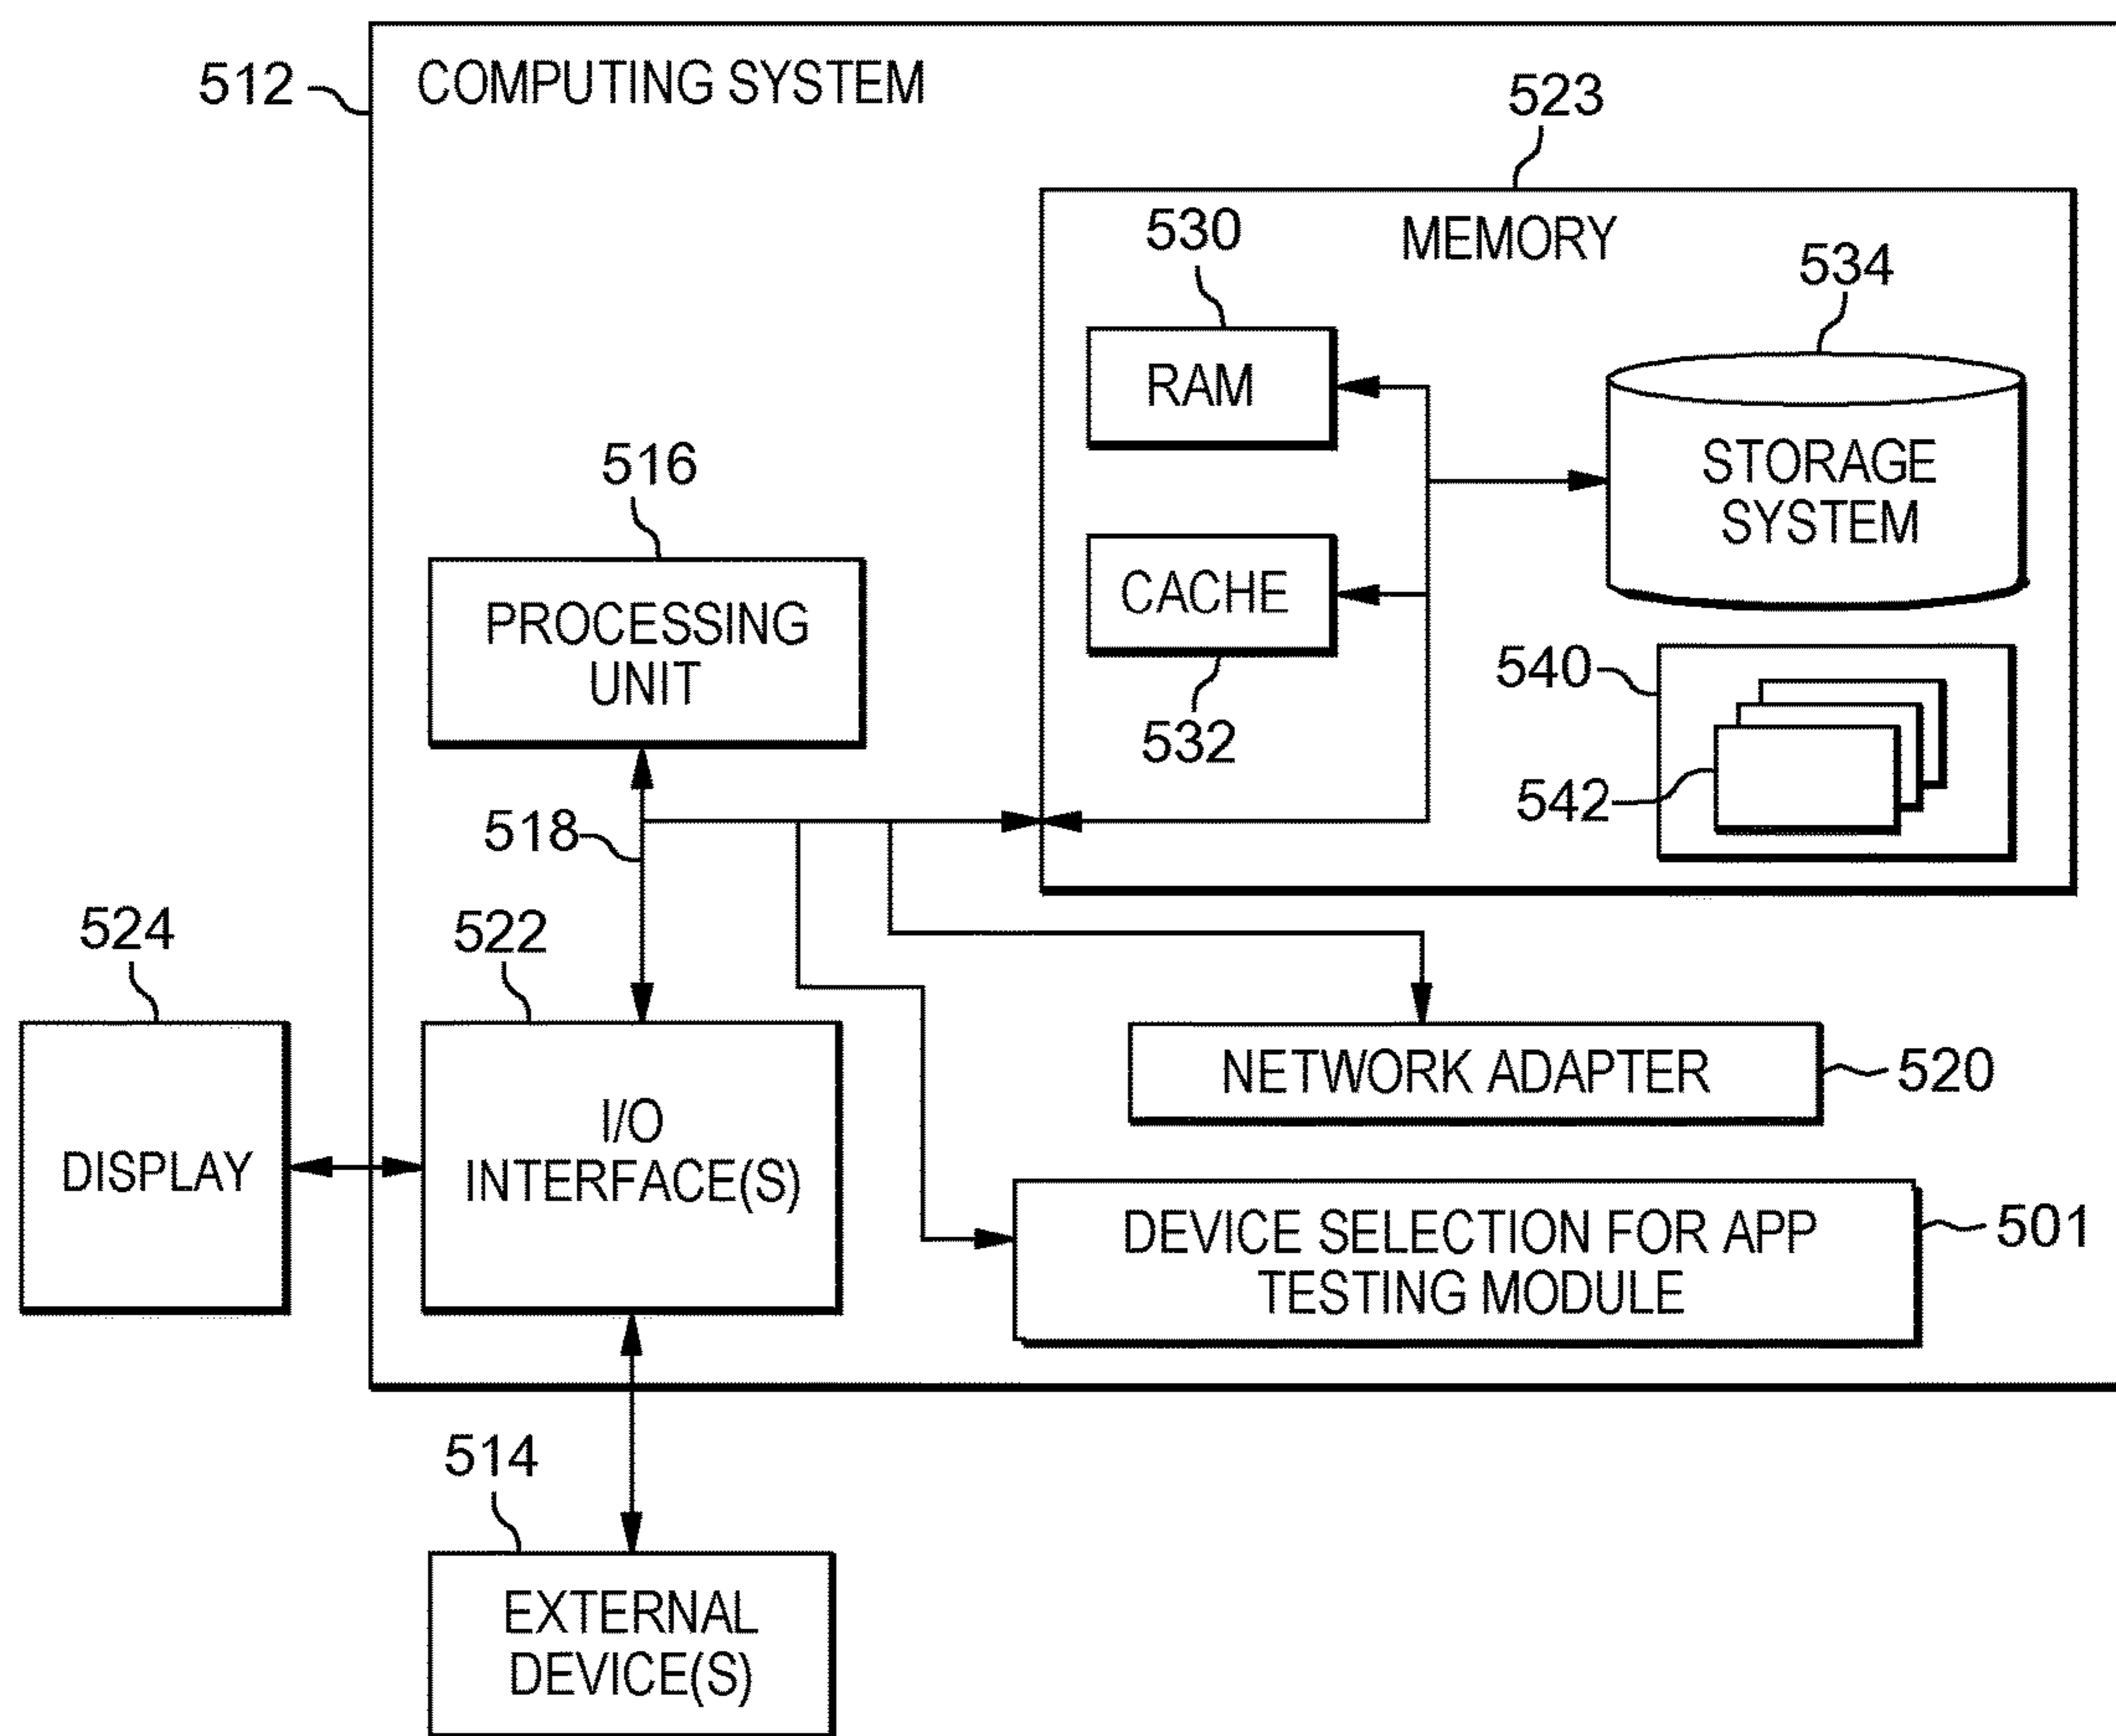 512
COMPUTING SYSTEM
523
MEMORY
530
RAM
534
STORAGE
SYSTEM
516
PROCESSING
UNIT
CACHE
532
540
542
518
524
DISPLAY
522
I/O
INTERFACE(S)
NETWORK ADAPTER
520
DEVICE SELECTION FOR APP
TESTING MODULE
501
514
EXTERNAL
DEVICE(S)